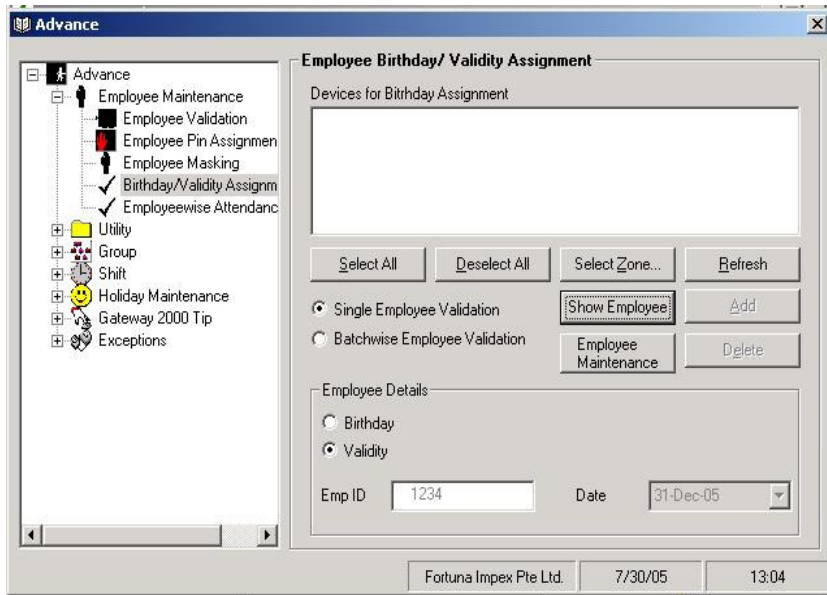 Advance
Advance
Employee Maintenance
Employee Validation
Employee Pin Assignmen
Employee Masking
Birthday/Validity Assignm
Employeewise Attendanc
Utility
Group
Shift
Holiday Maintenance
Gateway 2000 Tip
Exceptions
Employee Birthday/ Validity Assignment
Devices for Bitrhday Assignment
Select All
Deselect All
Select Zone...
Refresh
Single Employee Validation
Show Employee
Add
Batchwise Employee Validation
Employee
Maintenance
Delete
Employee Details
Birthday
Validity
Emp ID 1234 Date 31-Dec-05
Fortuna Impex Pte Ltd. 7/30/05 13:04